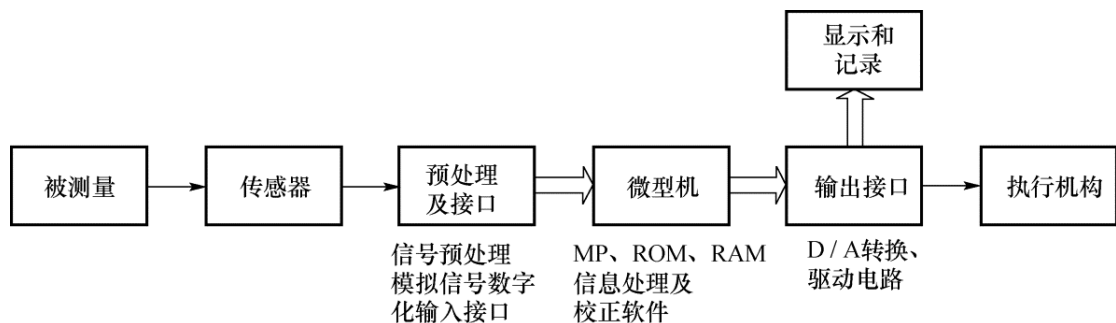 显示和
记录
被测量
传感器
预处理
及接口
微型机
输出接口
执行机构
信号预处理
模拟信号数字
化输入接口
MP、ROM、RAM
信息处理及
校正软件
D / A转换、
驱动电路